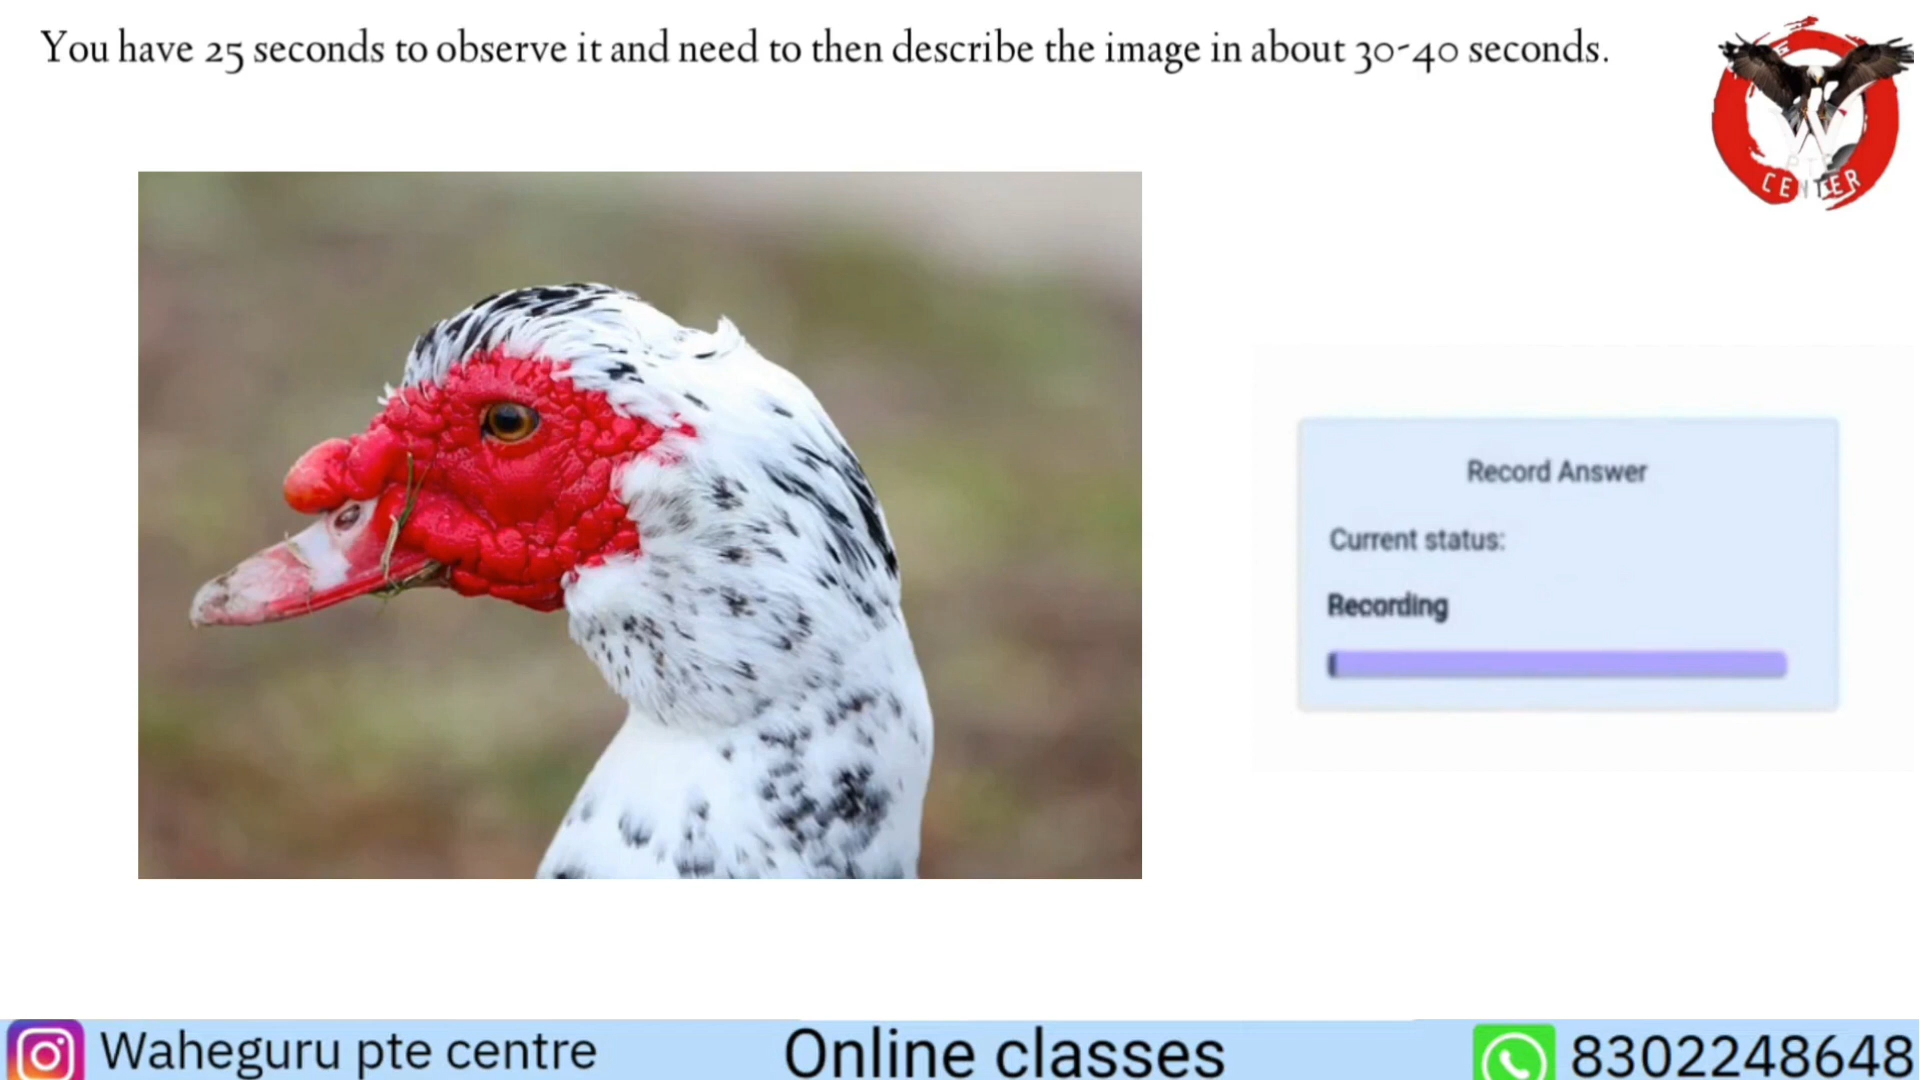 You have 25 seconds to observe it and need to then describe the image in about 30-40 seconds.
W
PTE
CENTER
Record Answer
Current status:
Recording
Waheguru pte centre
Online classes
8302248648